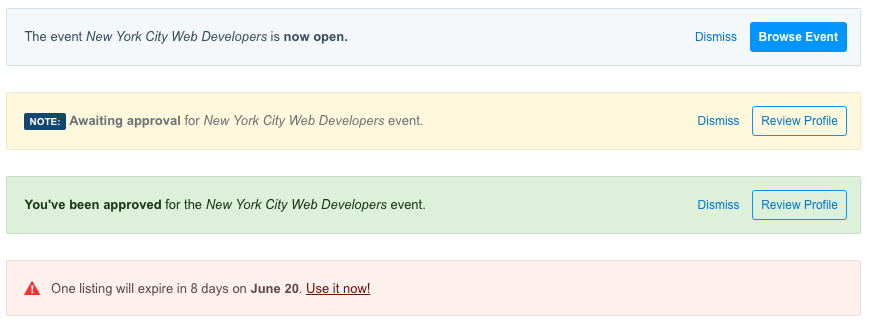 The event New York City Web Developers is now open. Dismiss Browse Event
NOTE: Awaiting approval for New York City Web Developers event. Dismiss Review Profile
You've been approved for the New York City Web Developers event. Dismiss Review Profile
One listing will expire in 8 days on June 20. Use it now!